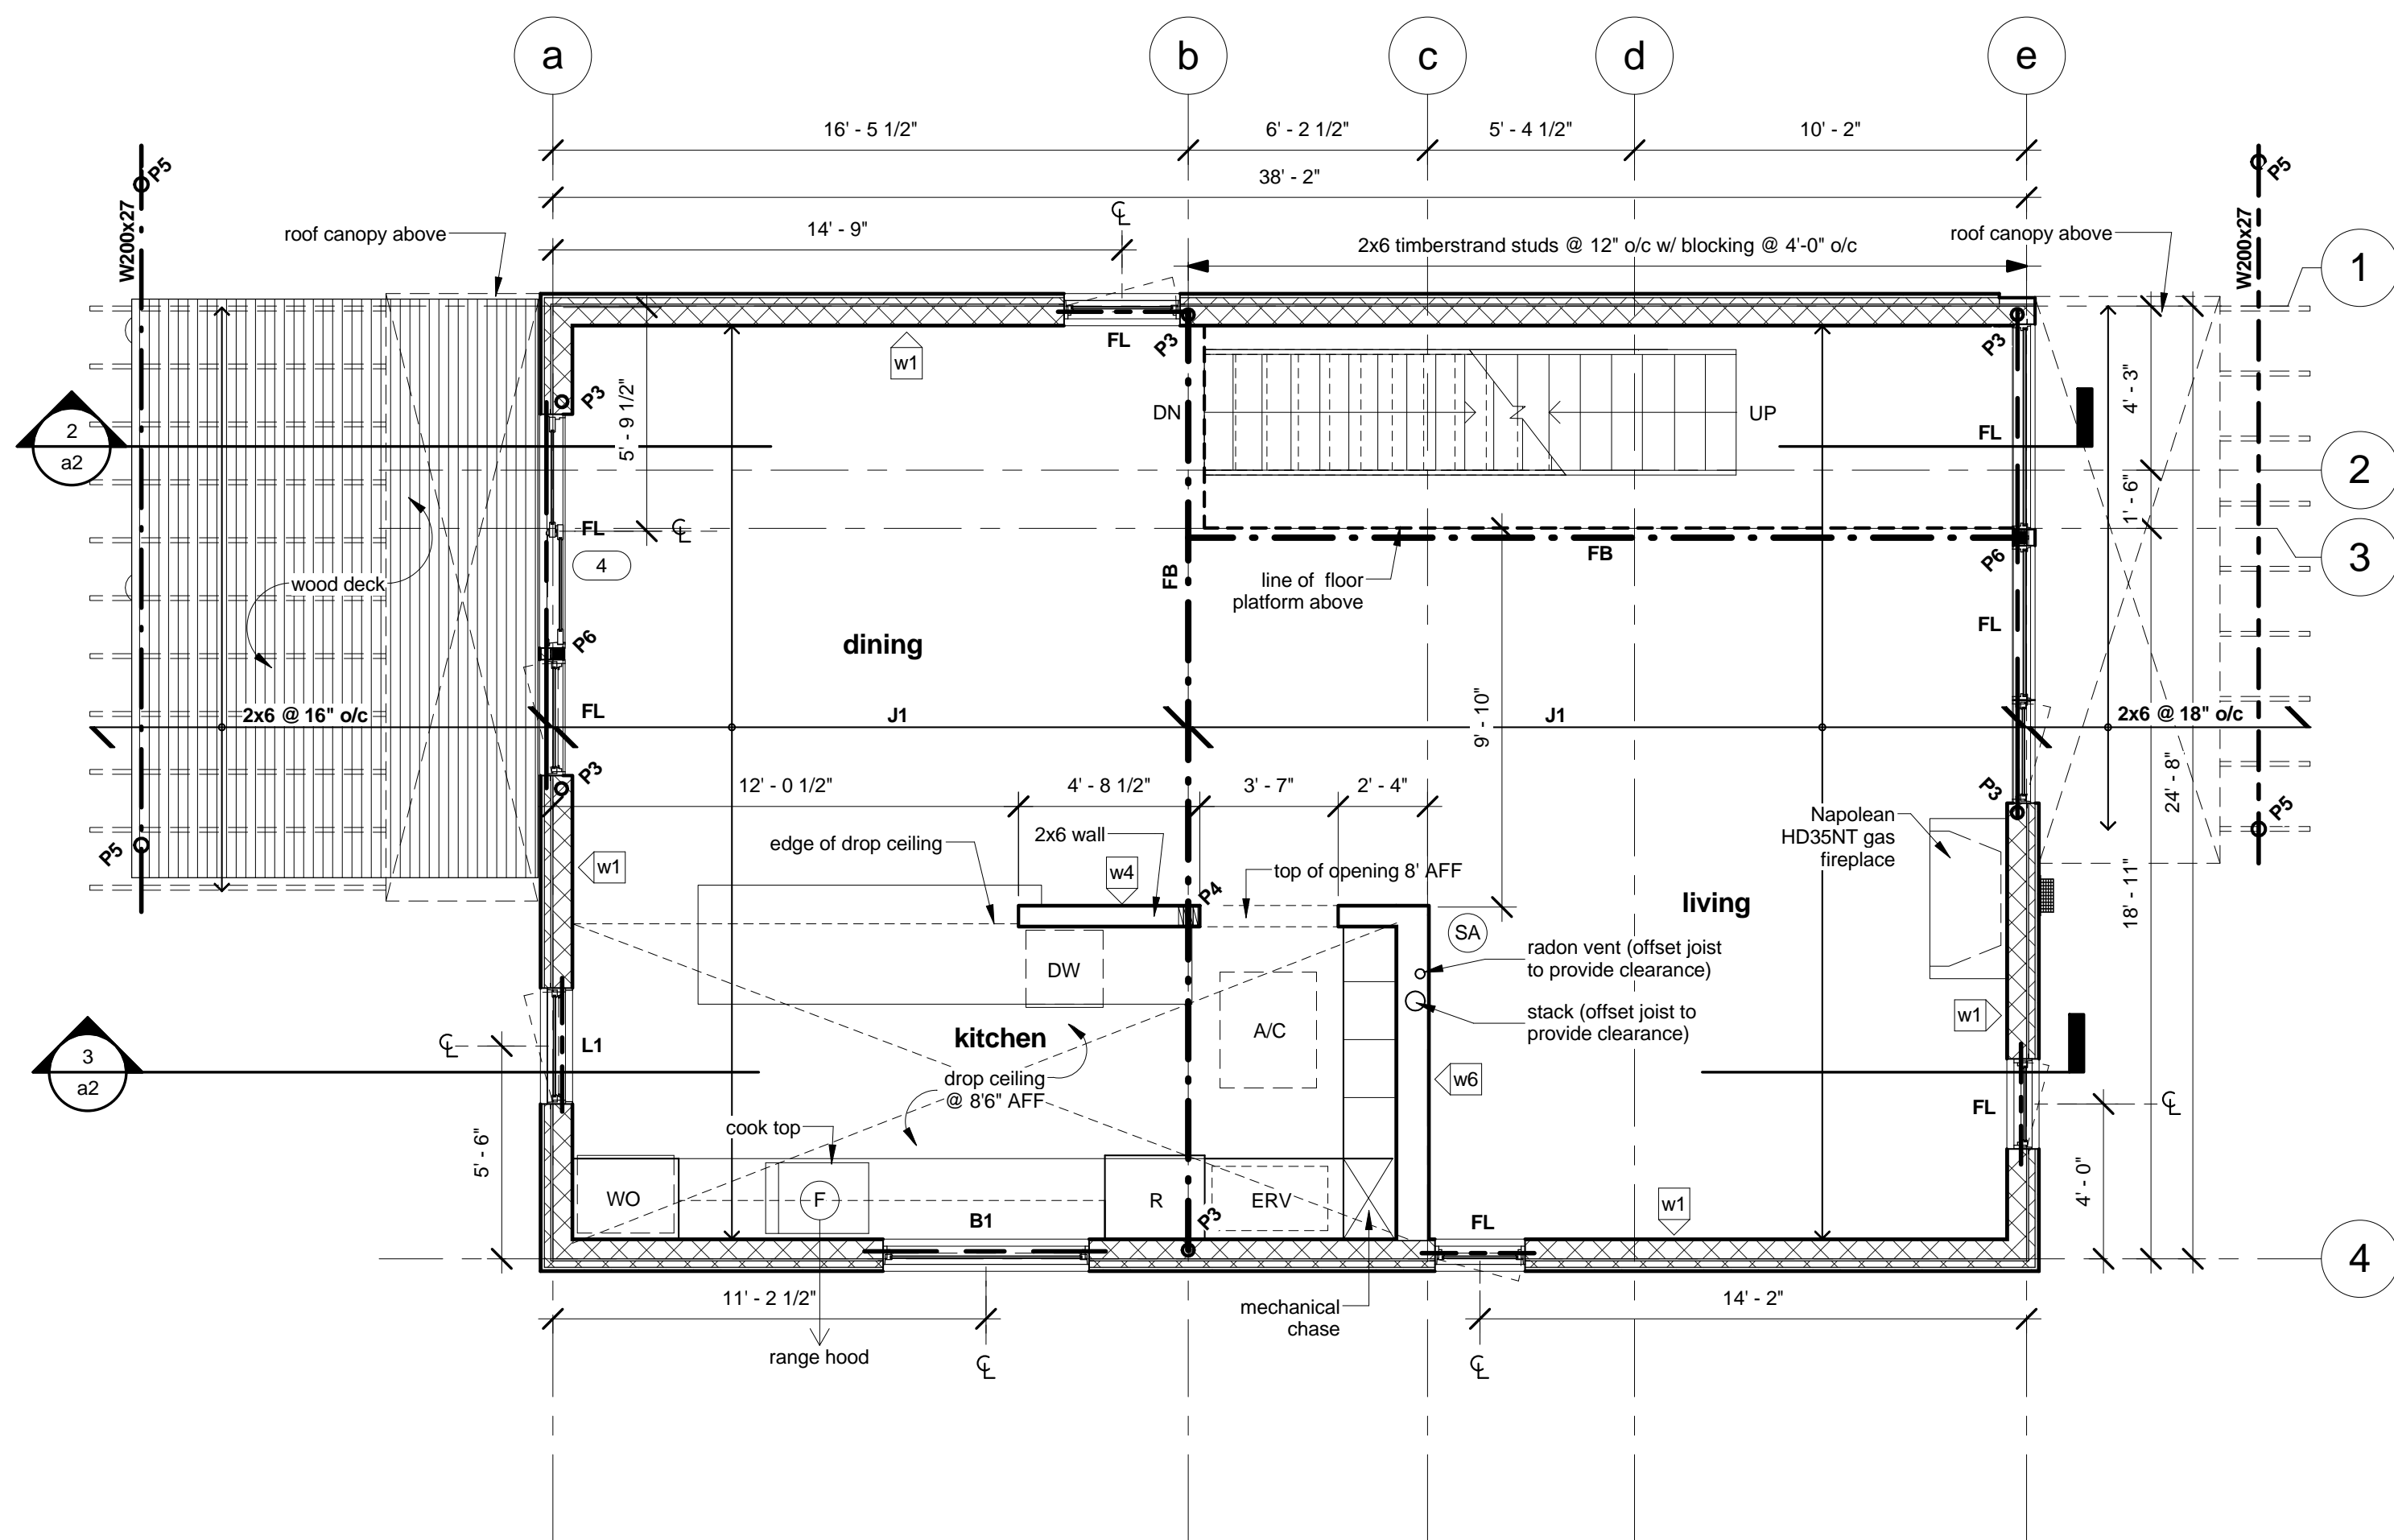 a b c d e
16' - 5 1/2" 6' - 2 1/2" 5' - 4 1/2" 10' - 2"
38' - 2"
14' - 9" ℄
2x6 timberstrand studs @ 12" o/c w/ blocking @ 4'-0" o/c
P5
W200x27
roof canopy above
roof canopy above
W200x27
P5
1
FL
P3
P3
w1
P3
5' - 9 1/2"
4' - 3"
DN
UP
FL
2
a2
2
1' - 6"
FL
℄
4
3
FB
FB
P6
line of floor
platform above
wood deck
FL
P6
dining
FL
2x6 @ 16" o/c
J1
9' - 10"
J1
2x6 @ 18" o/c
24' - 8"
P3
12' - 0 1/2" 4' - 8 1/2" 3' - 7" 2' - 4"
P3
P5
edge of drop ceiling
2x6 wall
Napolean
HD35NT gas
fireplace
P5
w1
w4
top of opening 8' AFF
P4
18' - 11"
living
SA
radon vent (offset joist
to provide clearance)
DW
stack (offset joist to
provide clearance)
w1
kitchen
A/C
℄
L1
3
a2
drop ceiling
@ 8'6" AFF
w6
FL
℄
cook top
5' - 6"
4' - 0"
WO
F
R
ERV
w1
P3
B1
FL
4
11' - 2 1/2"
mechanical
chase
14' - 2"
range hood
℄
℄